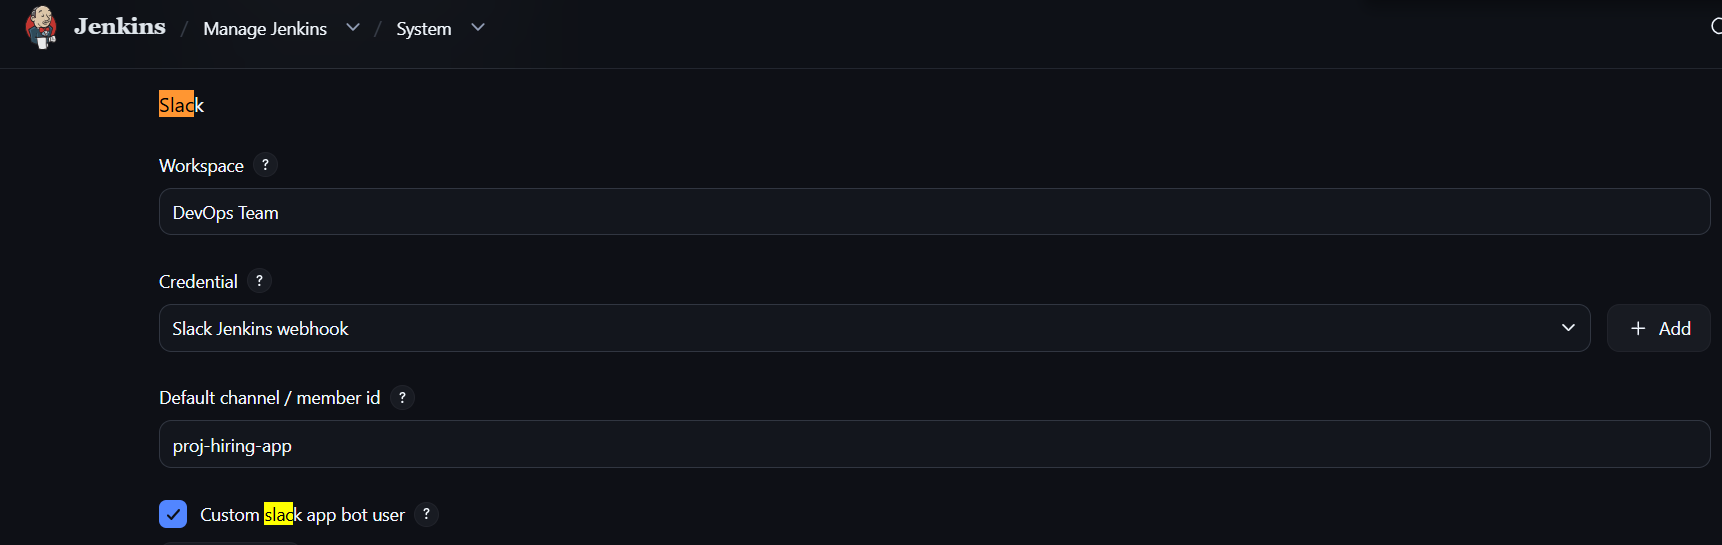 Jenkins / Manage Jenkins / System
Slack
Workspace ?
DevOps Team
Credential ?
Slack Jenkins webhook
+ Add
Default channel / member id ?
proj-hiring-app
Custom slack app bot user ?